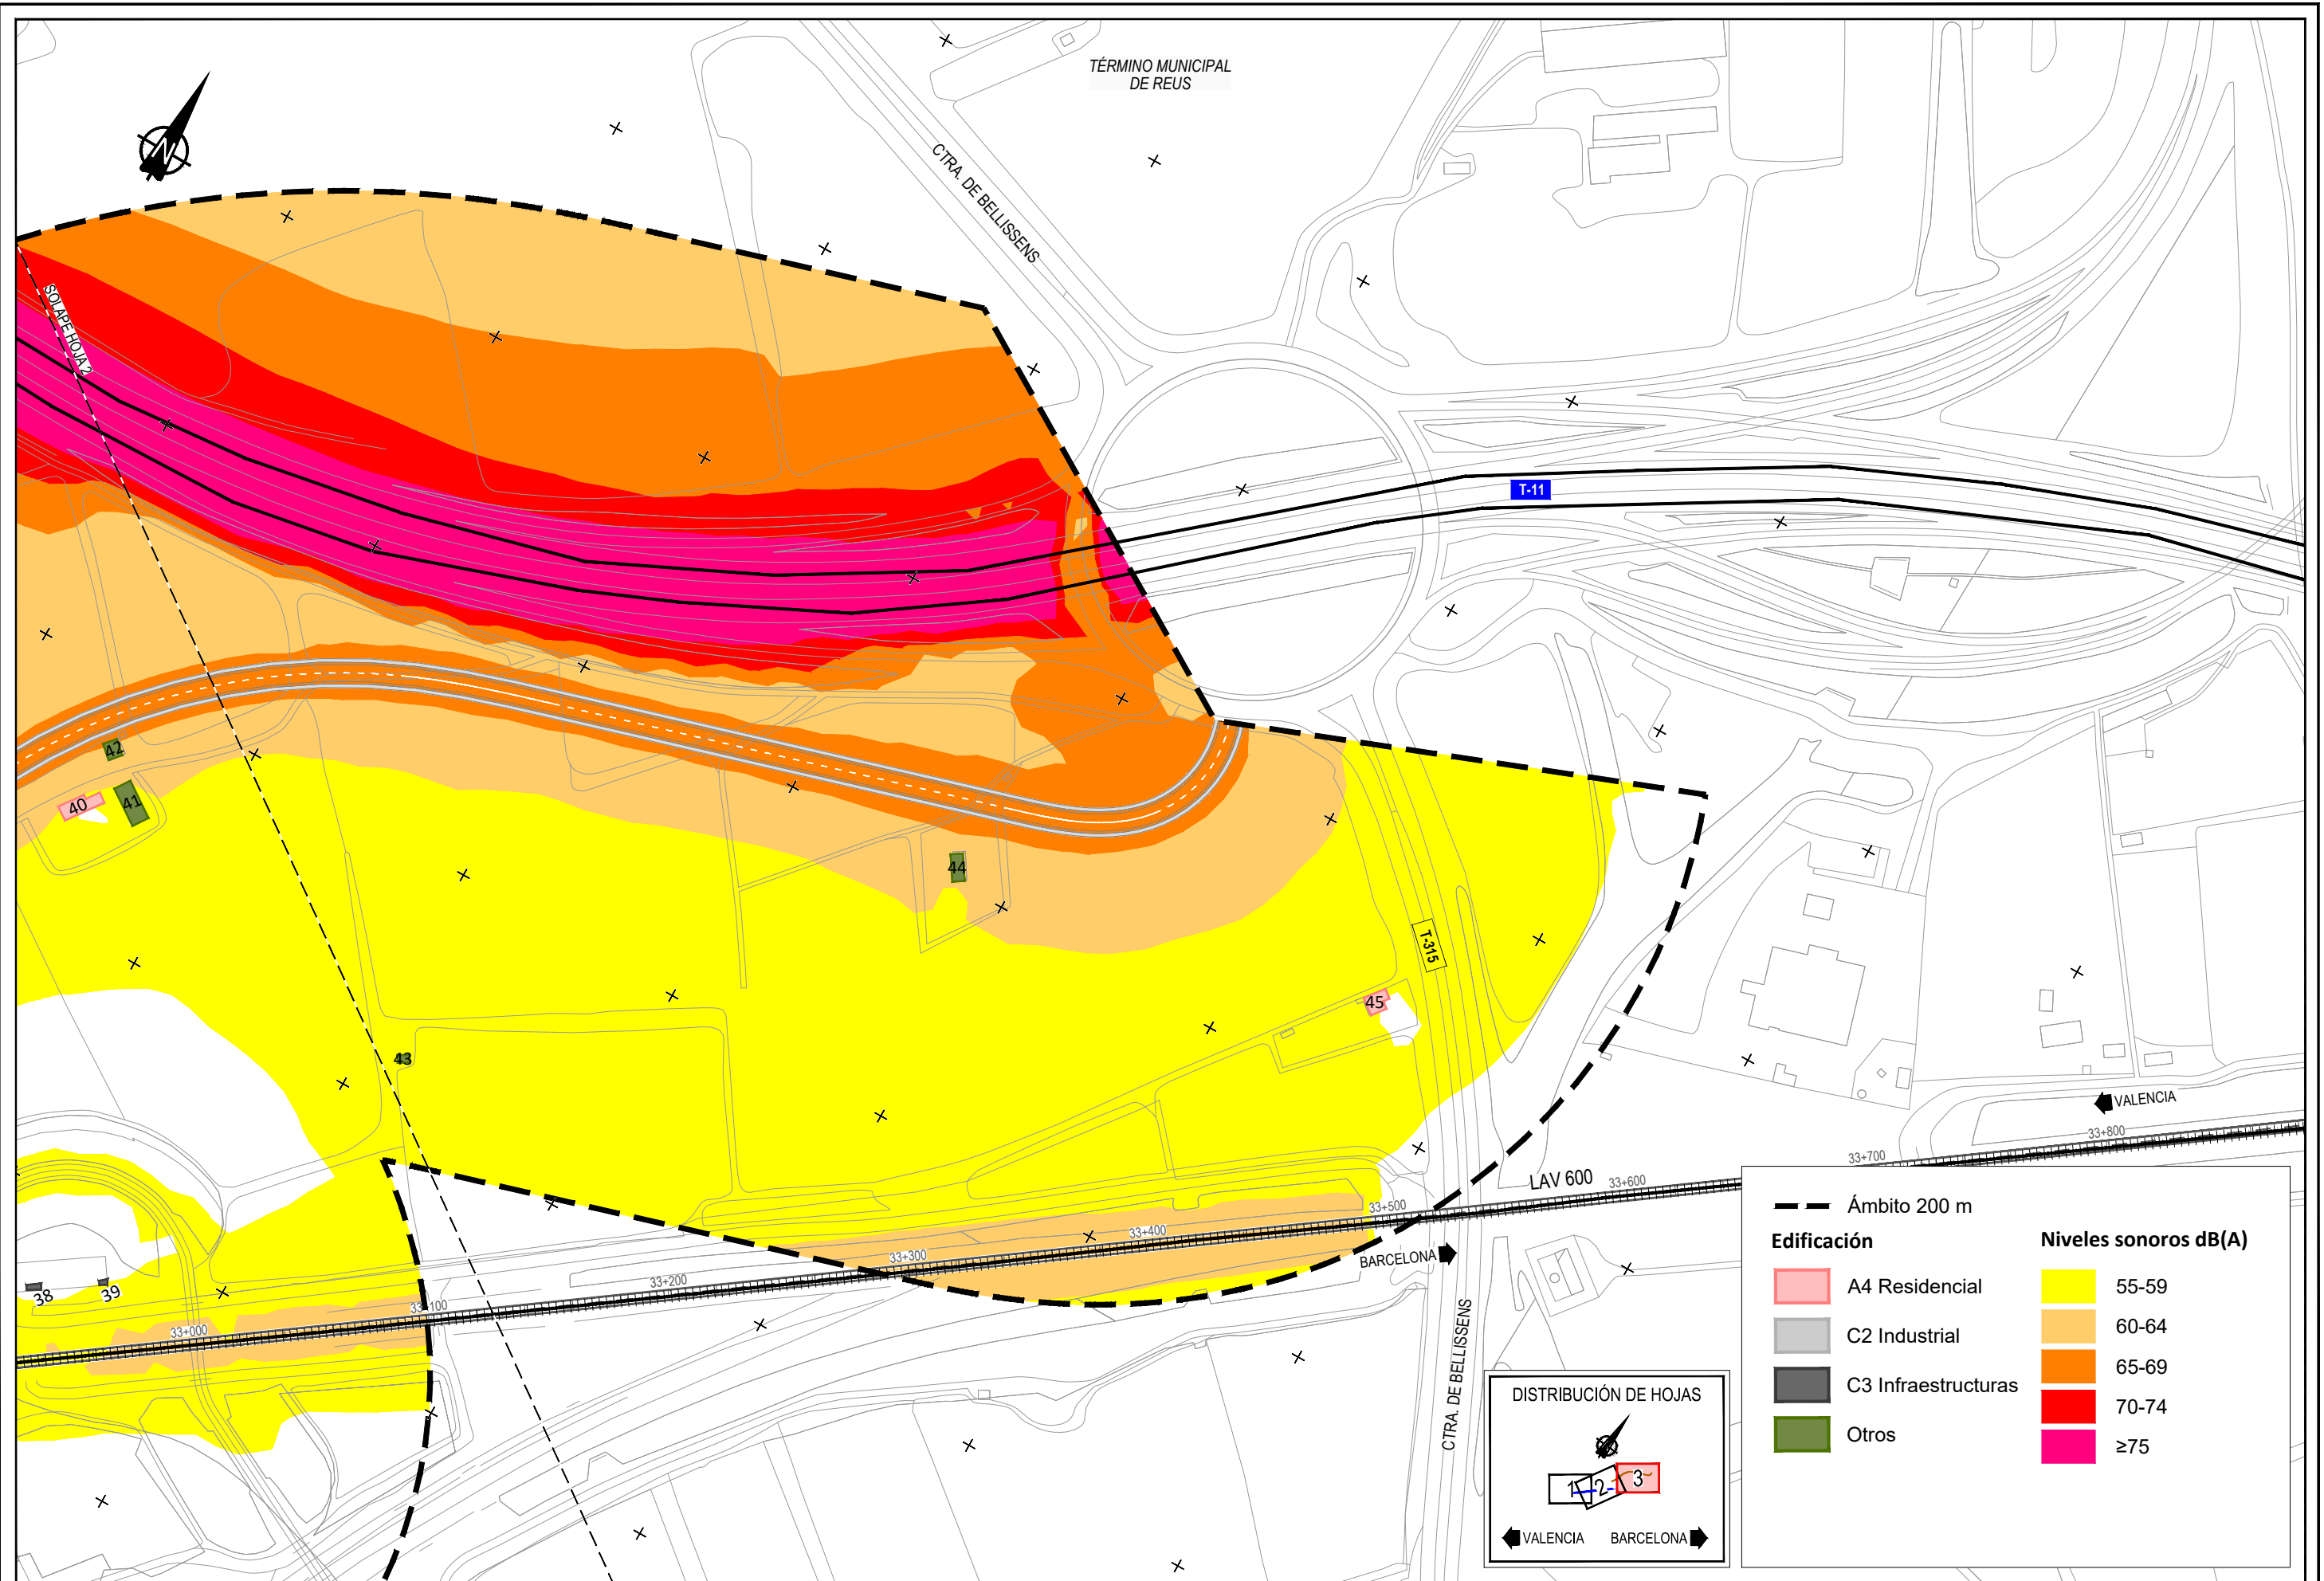 TÉRMINO MUNICIPAL
DE REUS
N
CTRA. DE BELLISSENS
SOLAPE HOJA 2
T-11
42
40
41
44
T-315
45
43
38
39
33+000
33+100
33+200
33+300
33+400
33+500
33+600
33+700
33+800
LAV 600
VALENCIA
BARCELONA
CTRA. DE BELLISSENS
DISTRIBUCIÓN DE HOJAS
1
2
3
VALENCIA BARCELONA
Ámbito 200 m
Edificación
A4 Residencial
C2 Industrial
C3 Infraestructuras
Otros
Niveles sonoros dB(A)
55-59
60-64
65-69
70-74
≥75